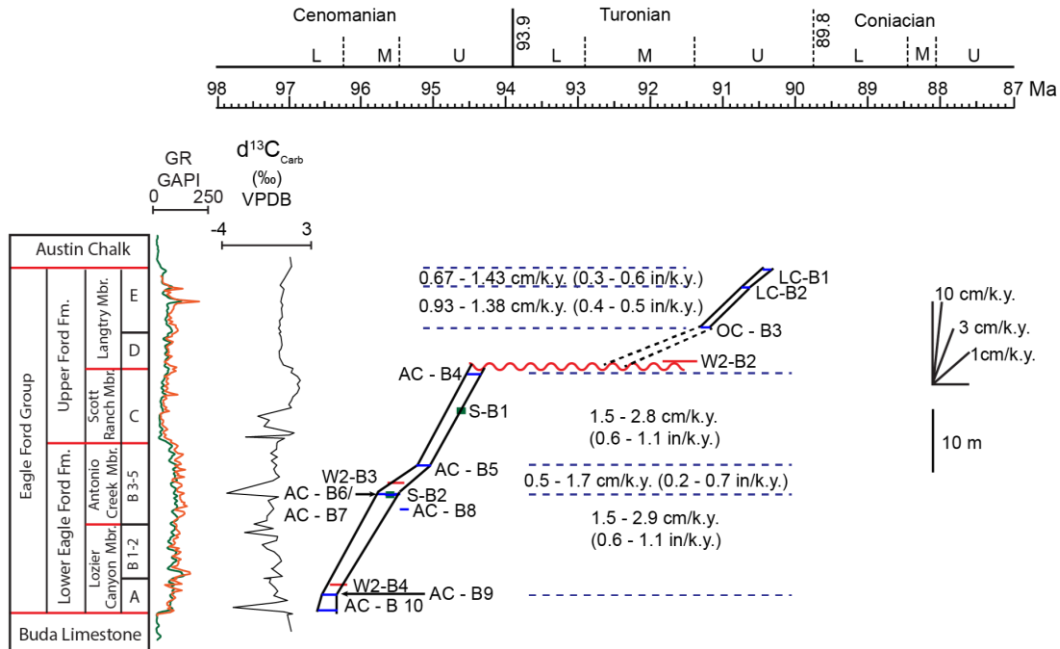 Cenomanian
Turonian
Coniacian
93.9
89.8
L M U L M U L M U
98 97 96 95 94 93 92 91 90 89 88 87 Ma
GR
GAPI
0 250
d13CCarb
(‰)
VPDB
-4 3
Austin Chalk
Eagle Ford Group
Upper Ford Fm.
Lower Eagle Ford Fm.
Langtry Mbr.
Scott
Ranch Mbr.
Antonio
Creek Mbr.
Lozier
Canyon Mbr.
E
D
C
B 3-5
B 1-2
A
Buda Limestone
0.67 - 1.43 cm/k.y. (0.3 - 0.6 in/k.y.)
0.93 - 1.38 cm/k.y. (0.4 - 0.5 in/k.y.)
LC-B1
LC-B2
OC - B3
W2-B2
AC - B4
S-B1
1.5 - 2.8 cm/k.y.
(0.6 - 1.1 in/k.y.)
AC - B5
W2-B3
0.5 - 1.7 cm/k.y. (0.2 - 0.7 in/k.y.)
AC - B6/
AC - B7
S-B2
AC - B8
1.5 - 2.9 cm/k.y.
(0.6 - 1.1 in/k.y.)
W2-B4
AC - B9
AC - B 10
10 cm/k.y.
3 cm/k.y.
1cm/k.y.
10 m